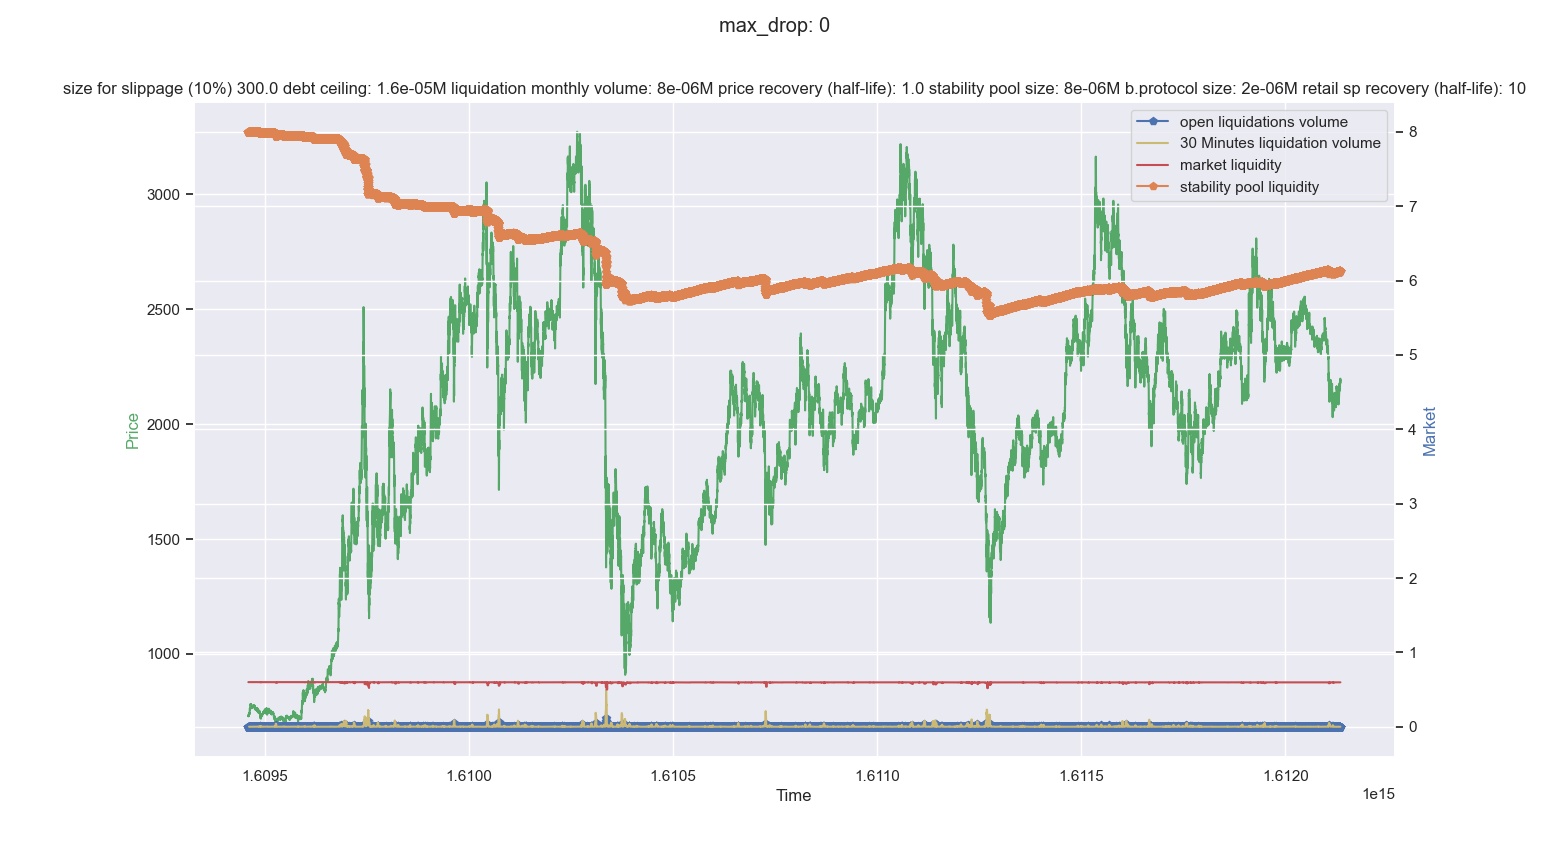 max_drop: 0
size for slippage (10%) 300.0 debt ceiling: 1.6e-05M liquidation monthly volume: 8e-06M price recovery (half-life): 1.0 stability pool size: 8e-06M b.protocol size: 2e-06M retail sp recovery (half-life): 10
open liquidations volume
30 Minutes liquidation volume
market liquidity
stability pool liquidity
3000
2500
2000
1500
1000
Price
8
7
6
5
4
3
2
1
0
Market
1.6095
1.6100
1.6105
1.6110
1.6115
1.6120
Time
1e15